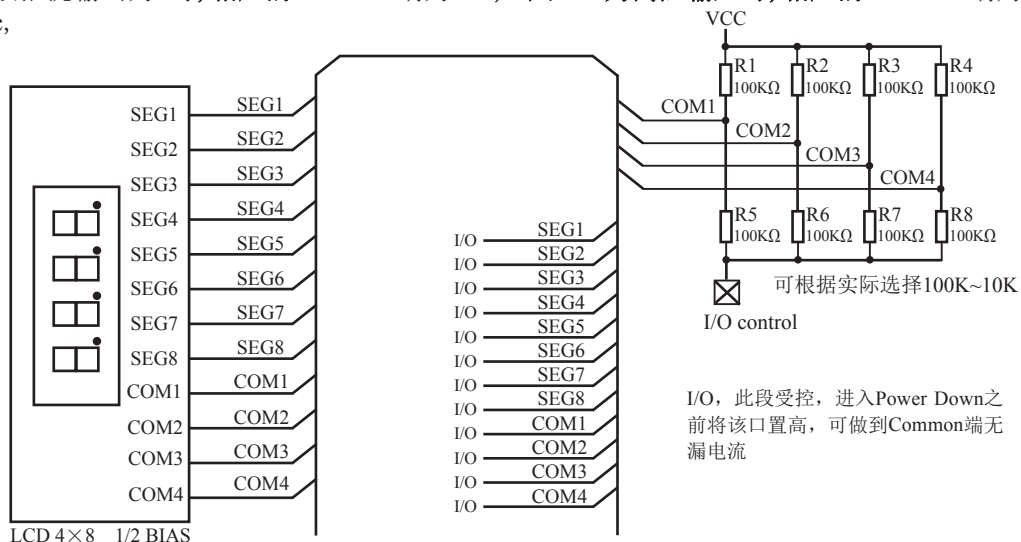 c,
VCC
R1
R2
R3
R4
100KΩ
100KΩ
100KΩ
100KΩ
COM1
COM2
COM3
COM4
R5
R6
R7
R8
100KΩ
100KΩ
100KΩ
100KΩ
可根据实际选择100K~10K
I/O control
I/O，此段受控，进入Power Down之
前将该口置高，可做到Common端无
漏电流
SEG1
SEG2
SEG3
SEG4
SEG5
SEG6
SEG7
SEG8
COM1
COM2
COM3
COM4
SEG1
SEG2
SEG3
SEG4
SEG5
SEG6
SEG7
SEG8
COM1
COM2
COM3
COM4
I/O SEG1
I/O SEG2
I/O SEG3
I/O SEG4
I/O SEG5
I/O SEG6
I/O SEG7
I/O SEG8
I/O COM1
I/O COM2
I/O COM3
I/O COM4
LCD 4×8 1/2 BIAS